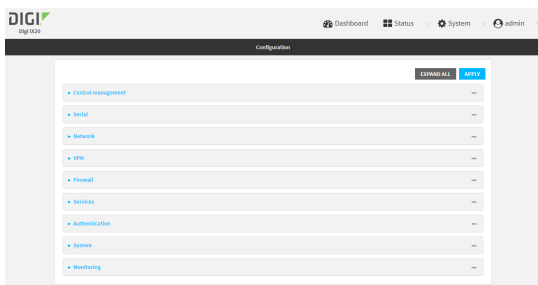 DIGI
Digi IX20
Dashboard Status System admin
Configuration
EXPAND ALL APPLY
Central management
Serial
Network
VPN
Firewall
Services
Authentication
System
Monitoring